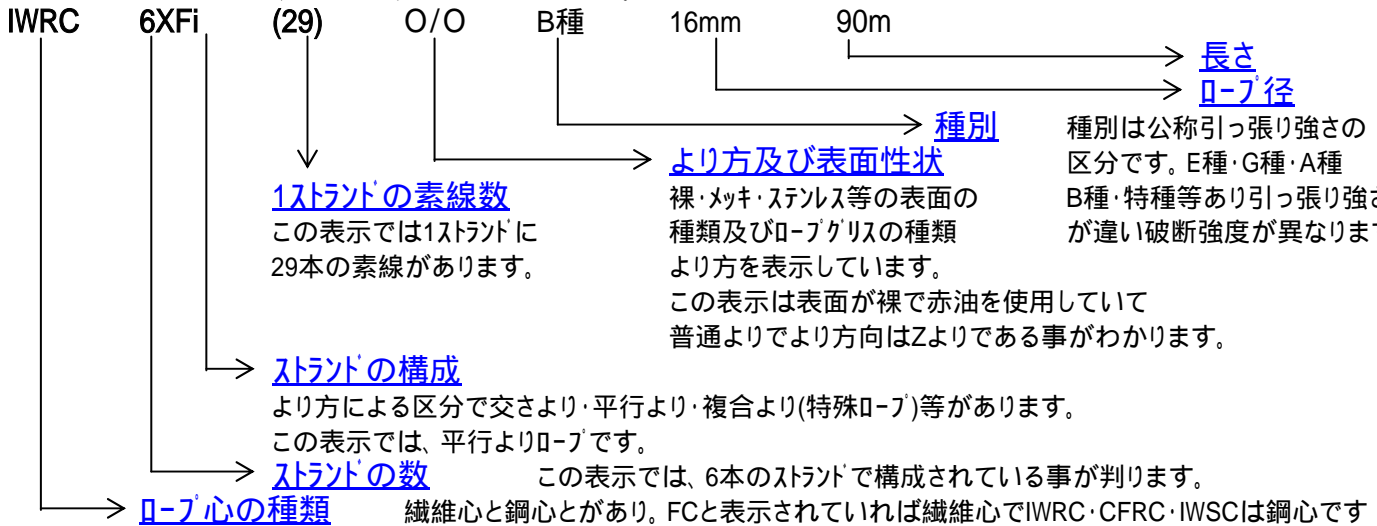 IWRC 6XFi (29) O/O B種 16mm 90m
長さ
ﾛｰﾌﾟ径
種別
種別は公称引っ張り強さの
区分です。E種･G種･A種
B種･特種等あり引っ張り強さ
が違い破断強度が異なります
より方及び表面性状
裸･ﾒｯｷ･ｽﾃﾝﾚｽ等の表面の
種類及びﾛｰﾌﾟｸﾞﾘｽの種類
より方を表示しています。
この表示は表面が裸で赤油を使用していて
普通よりでより方向はZよりである事がわかります。
1ｽﾄﾗﾝﾄﾞの素線数
この表示では1ｽﾄﾗﾝﾄﾞに
29本の素線があります。
ｽﾄﾗﾝﾄﾞの構成
より方による区分で交さより･平行より･複合より(特殊ﾛｰﾌﾟ)等があります。
この表示では、平行よりﾛｰﾌﾟです。
ｽﾄﾗﾝﾄﾞの数 この表示では、6本のｽﾄﾗﾝﾄﾞで構成されている事が判ります。
ﾛｰﾌﾟ心の種類 繊維心と鋼心とがあり。FCと表示されていれば繊維心でIWRC･CFRC･IWSCは鋼心です